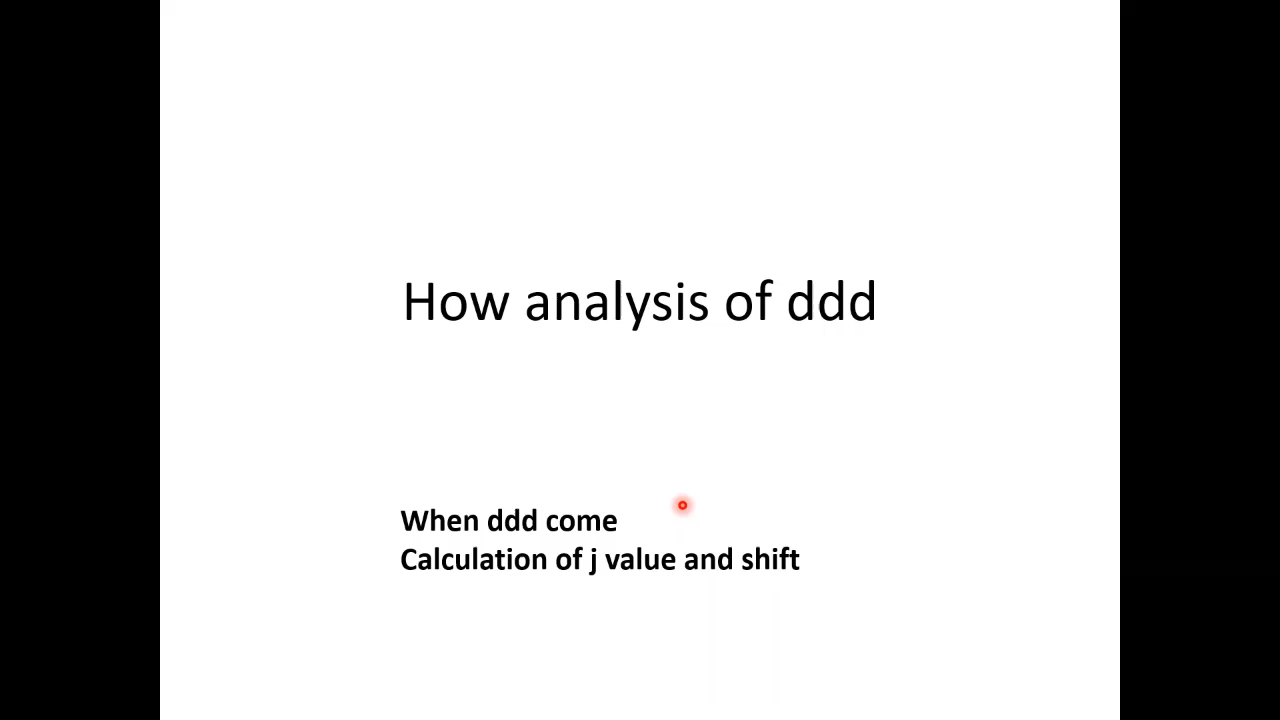 How analysis of ddd
When ddd come
Calculation of j value and shift